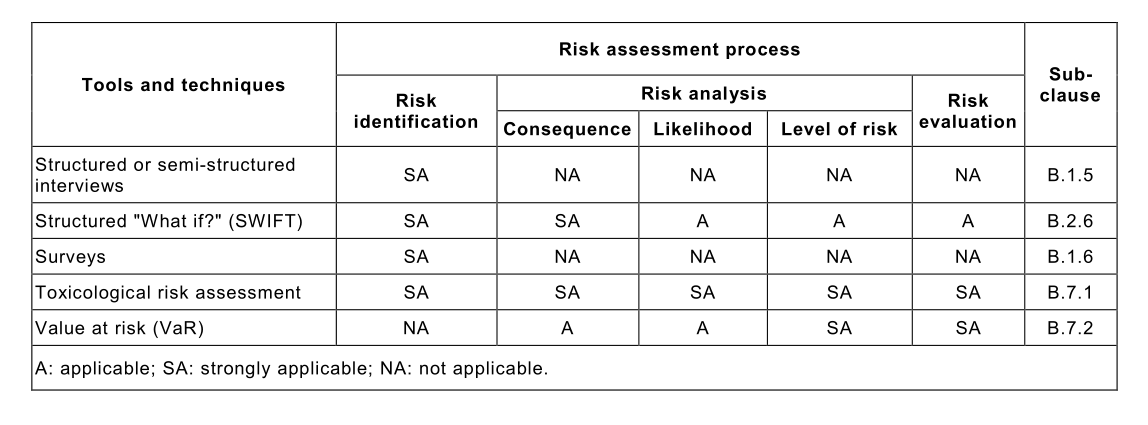 Tools and techniques
Risk assessment process
Sub-
clause
Risk
identification
Risk analysis
Risk
evaluation
Consequence Likelihood Level of risk
Structured or semi-structured
interviews SA NA NA NA NA B.1.5
Structured "What if?" (SWIFT) SA SA A A A B.2.6
Surveys SA NA NA NA NA B.1.6
Toxicological risk assessment SA SA SA SA SA B.7.1
Value at risk (VaR) NA A A SA SA B.7.2
A: applicable; SA: strongly applicable; NA: not applicable.